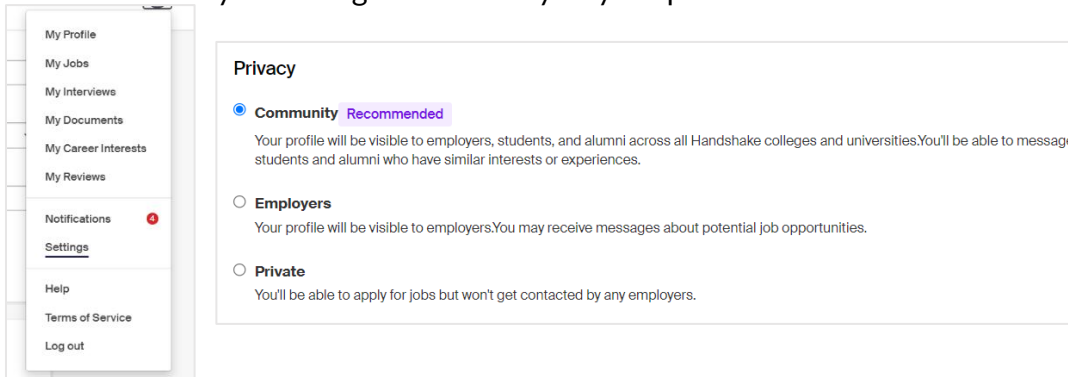 My Profile
My Jobs
My Interviews
My Documents
My Career Interests
My Reviews
Notifications 4
Settings
Help
Terms of Service
Log out
Privacy
Community Recommended
Your profile will be visible to employers, students, and alumni across all Handshake colleges and universities.You'll be able to message
students and alumni who have similar interests or experiences.
Employers
Your profile will be visible to employers.You may receive messages about potential job opportunities.
Private
You'll be able to apply for jobs but won't get contacted by any employers.